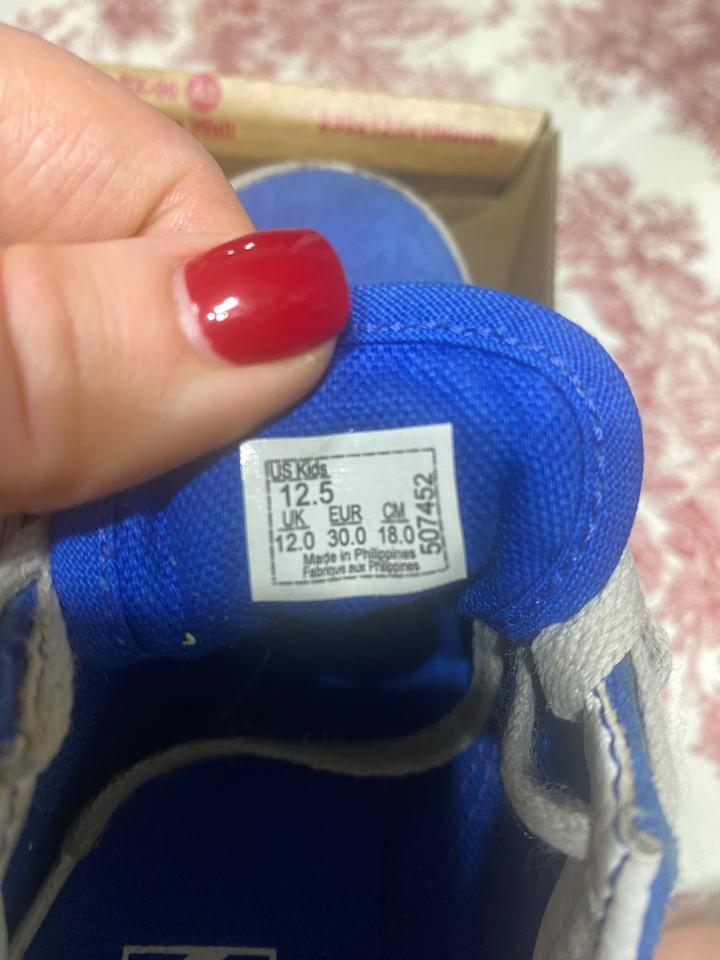 US Kids
12.5
UK EUR CM
12.0 30.0 18.0
Made in Philippines
Fabriqué aux Philippines
507452